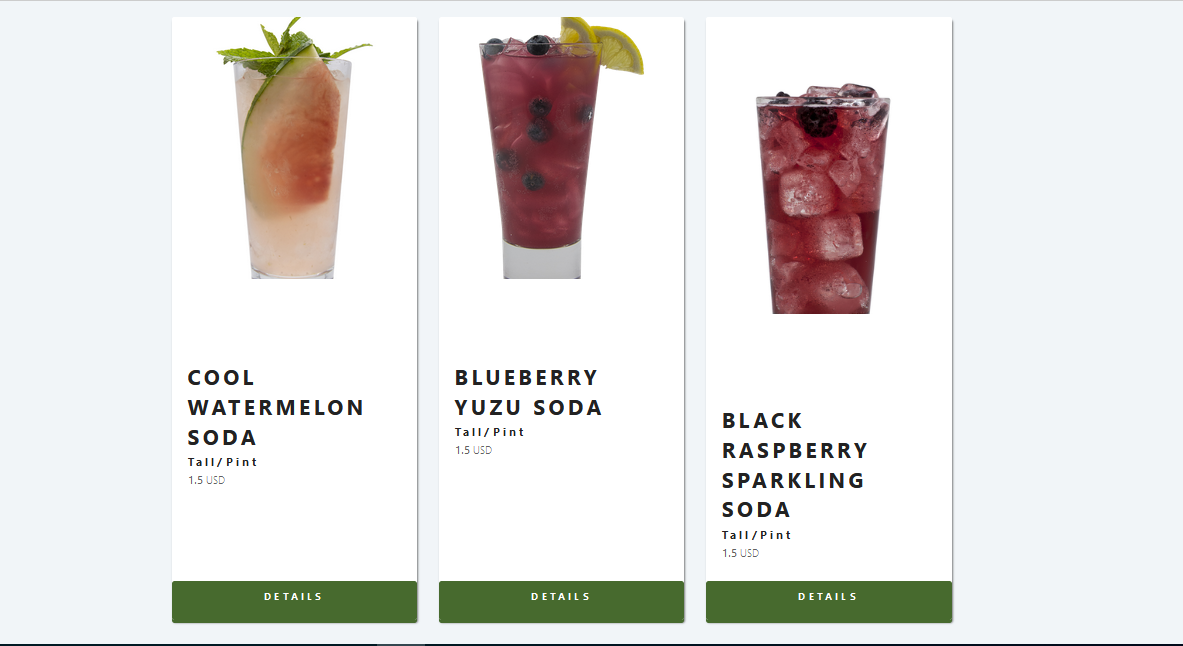 COOL
WATERMELON
SODA
Tall/Pint
1.5 USD
DETAILS
BLUEBERRY
YUZU SODA
Tall/Pint
1.5 USD
DETAILS
BLACK
RASPBERRY
SPARKLING
SODA
Tall/Pint
1.5 USD
DETAILS